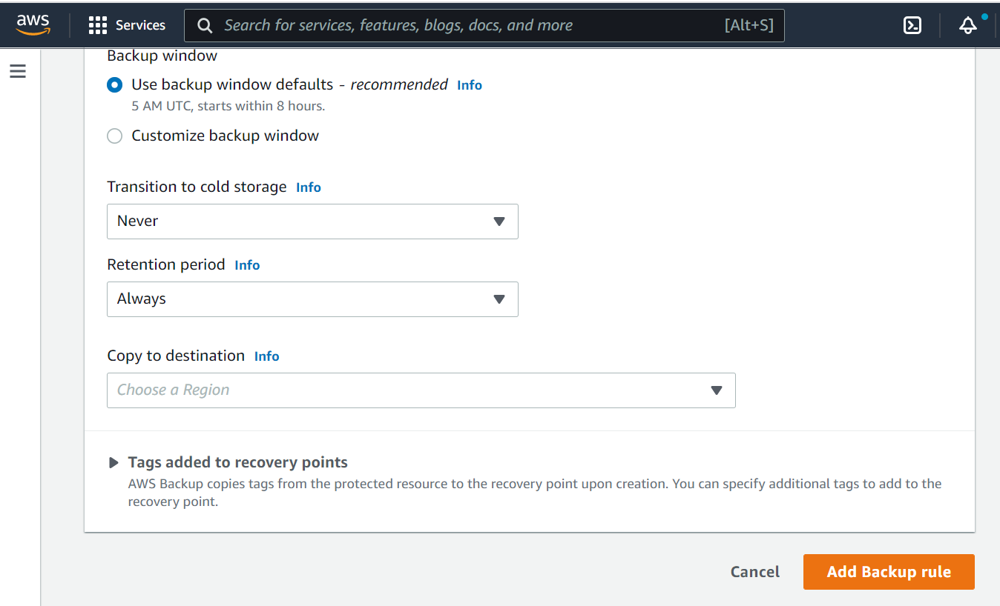 aws
Services
Search for services, features, blogs, docs, and more
[Alt+S]
Backup window
Use backup window defaults - recommended Info
5 AM UTC, starts within 8 hours.
Customize backup window
Transition to cold storage Info
Never
Retention period Info
Always
Copy to destination Info
Choose a Region
Tags added to recovery points
AWS Backup copies tags from the protected resource to the recovery point upon creation. You can specify additional tags to add to the
recovery point.
Cancel
Add Backup rule